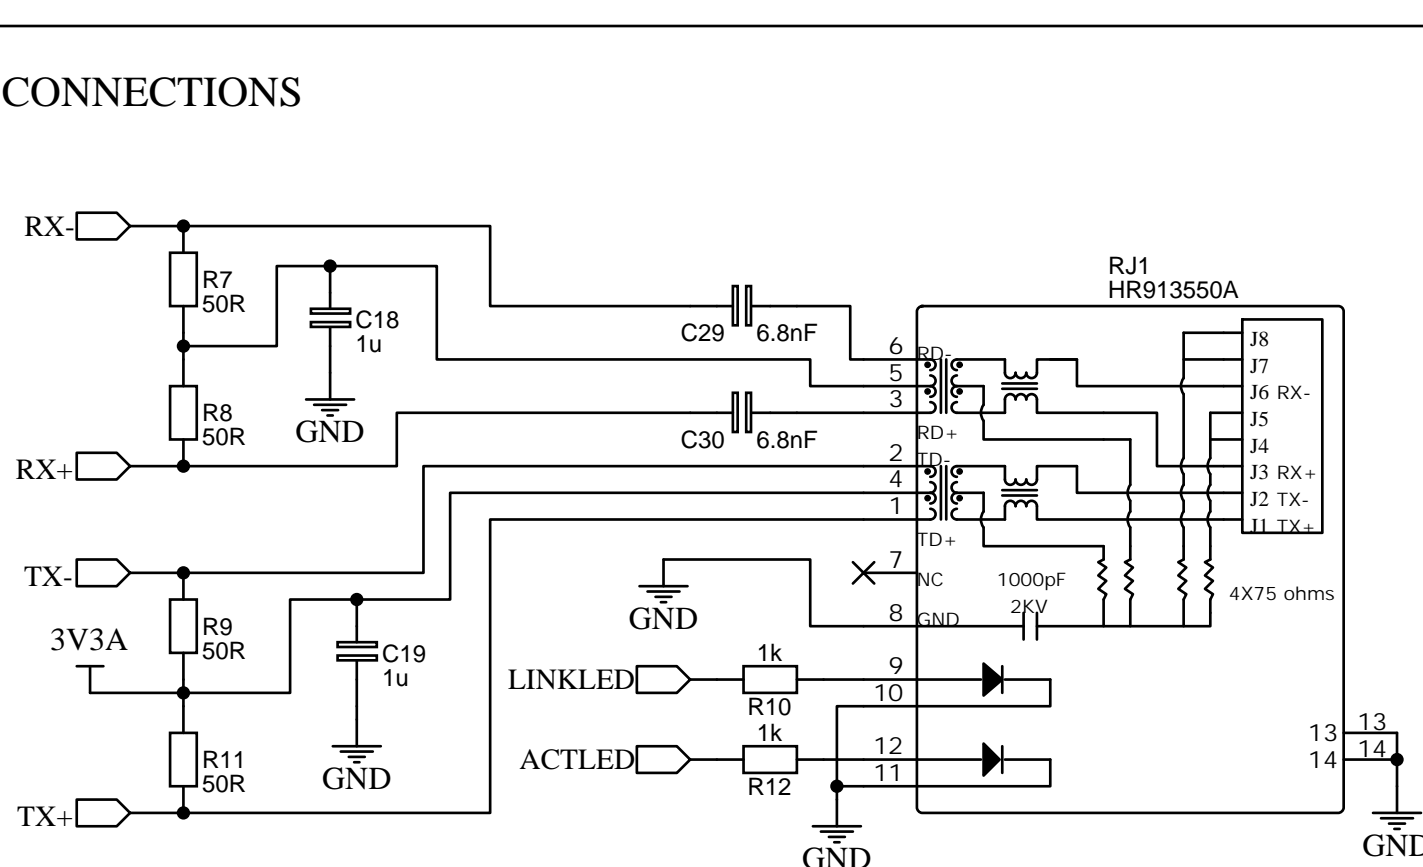 CONNECTIONS
RX-
R7
50R
C18
1u
GND
R8
50R
RX+
C29
6.8nF
C30
6.8nF
RJ1
HR913550A
6
RD-
5
3
RD+
2
TD-
4
1
TD+
7
NC
8
GND
J8
J7
J6 RX-
J5
J4
J3 RX+
J2 TX-
J1 TX+
1000pF
2KV
4X75 ohms
TX-
3V3A
R9
50R
C19
1u
GND
R11
50R
TX+
GND
LINKLED
1k
R10
9
10
ACTLED
1k
R12
12
11
GND
13
13
14
14
GND